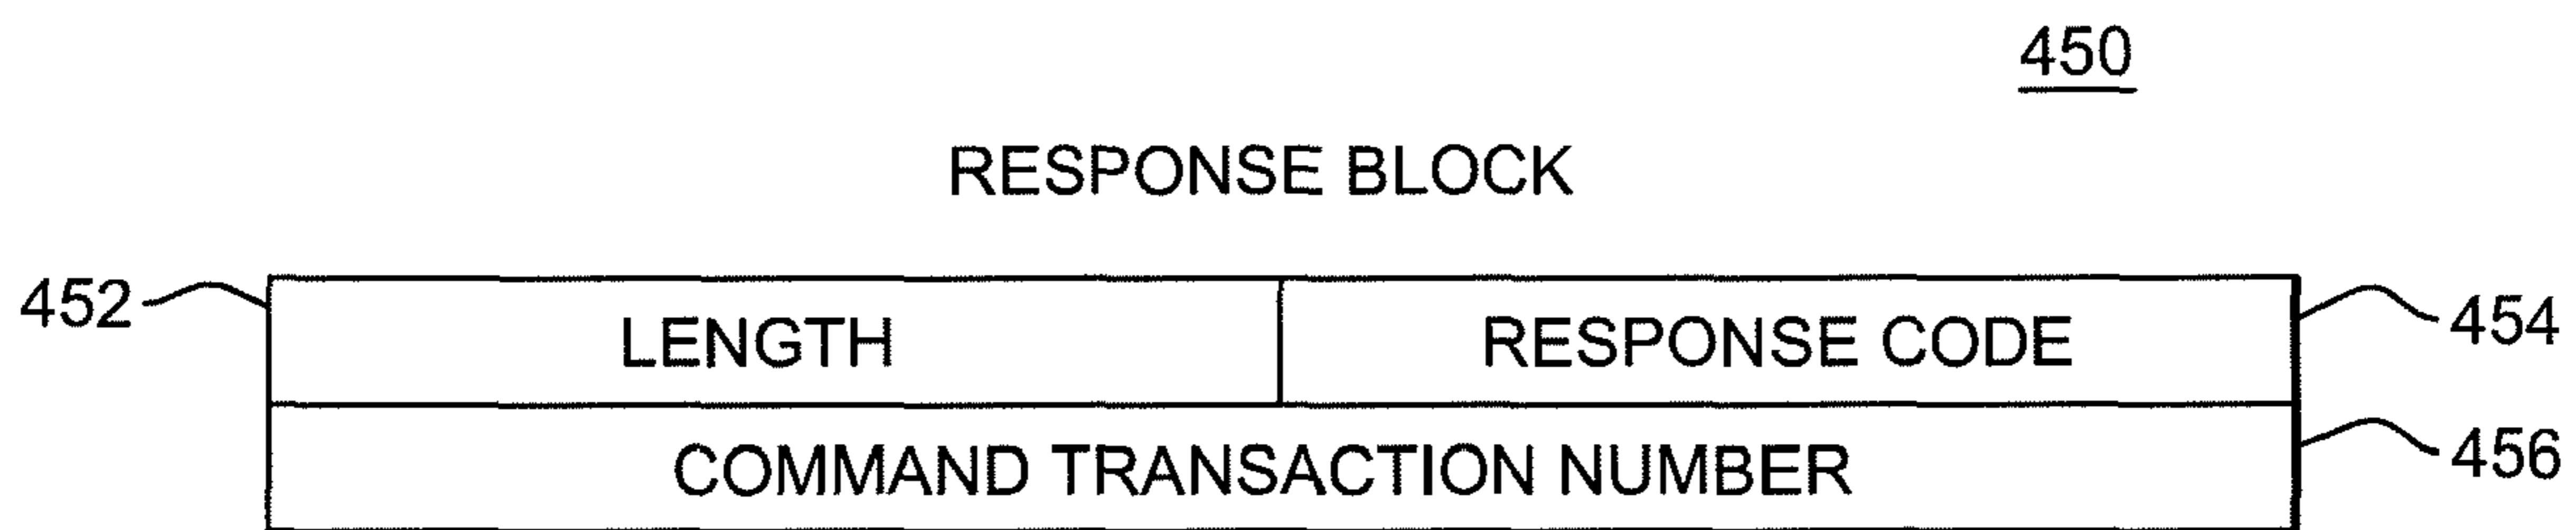 450
RESPONSE BLOCK
452 LENGTH RESPONSE CODE 454
COMMAND TRANSACTION NUMBER 456